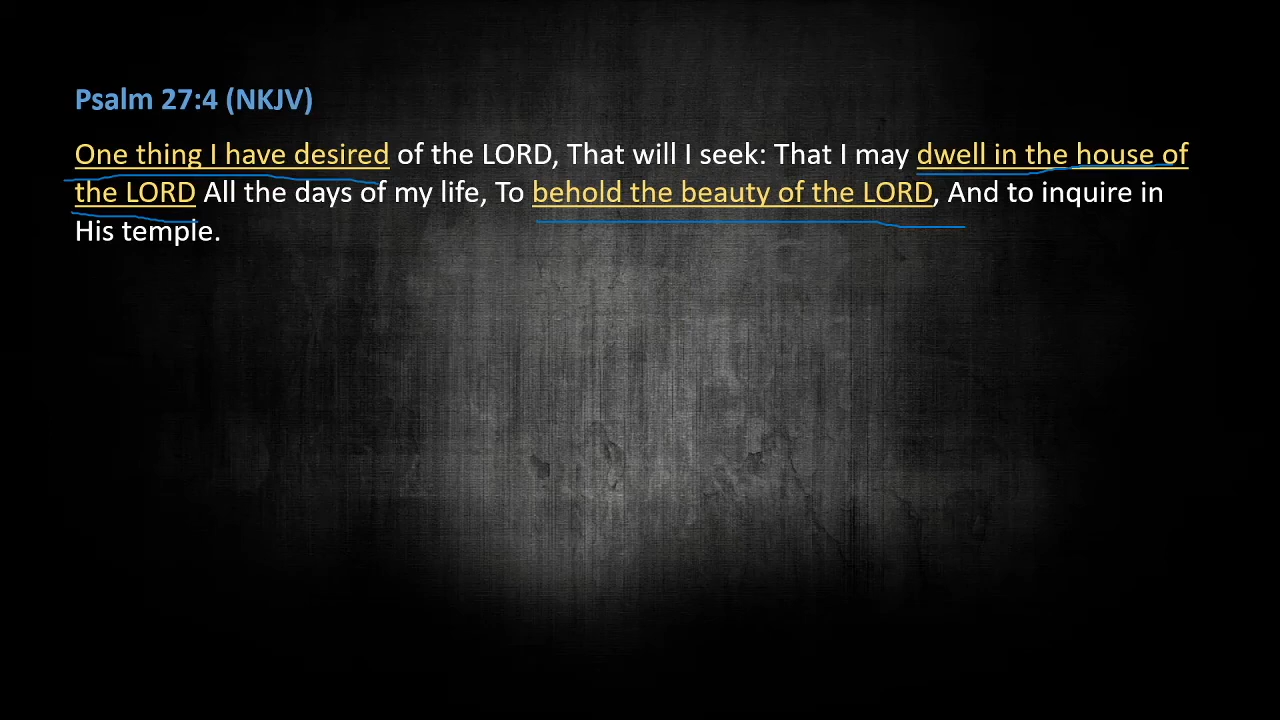 Psalm 27:4 (NKJV)
One thing I have desired of the LORD, That will I seek: That I may dwell in the house of
the LORD All the days of my life, To behold the beauty of the LORD, And to inquire in
His temple.